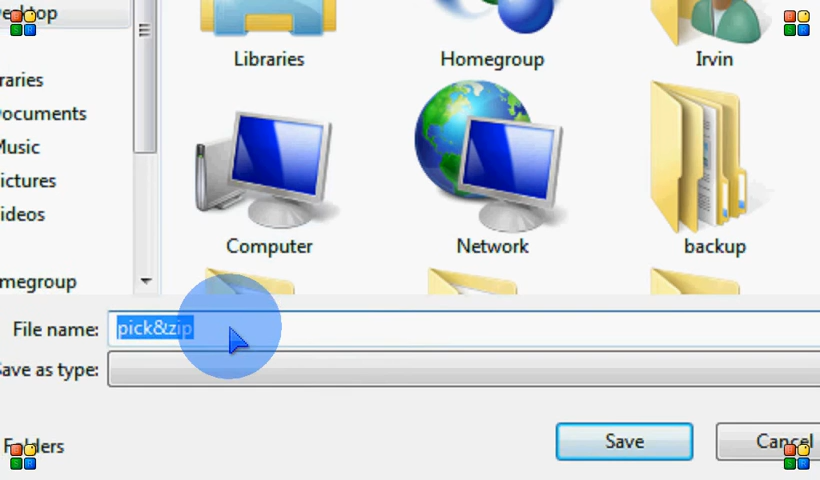 esktop
Libraries
Homegroup
Irvin
raries
ocuments
Music
ictures
ideos
Computer
Network
backup
megroup
File name: pick&zip
Save as type:
Folders
Save
Cancel